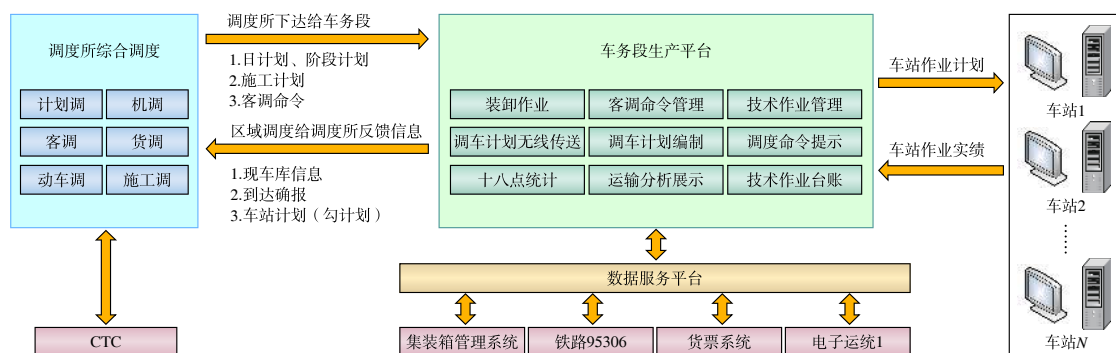 调度所综合调度
计划调
机调
客调
货调
动车调
施工调
调度所下达给车务段
1.日计划、阶段计划
2.施工计划
3.客调命令
区域调度给调度所反馈信息
1.现车库信息
2.到达确报
3.车站计划（勾计划）
车务段生产平台
装卸作业
客调命令管理
技术作业管理
调车计划无线传送
调车计划编制
调度命令提示
十八点统计
运输分析展示
技术作业台账
车站作业计划
车站作业实绩
车站1
车站2
……
车站N
数据服务平台
CTC
集装箱管理系统
铁路95306
货票系统
电子运统1